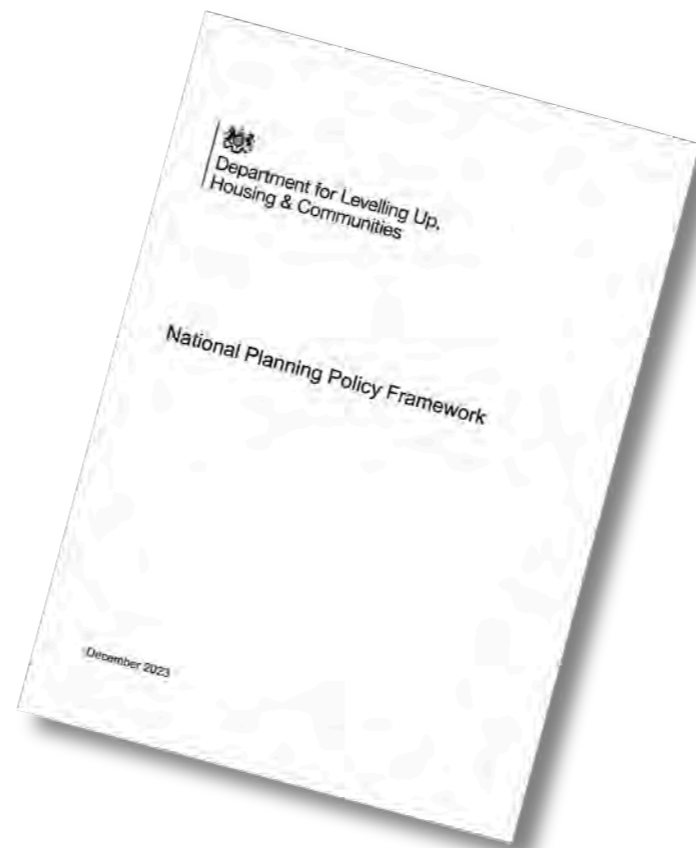 Department for Levelling Up,
Housing & Communities
National Planning Policy Framework
December 2023